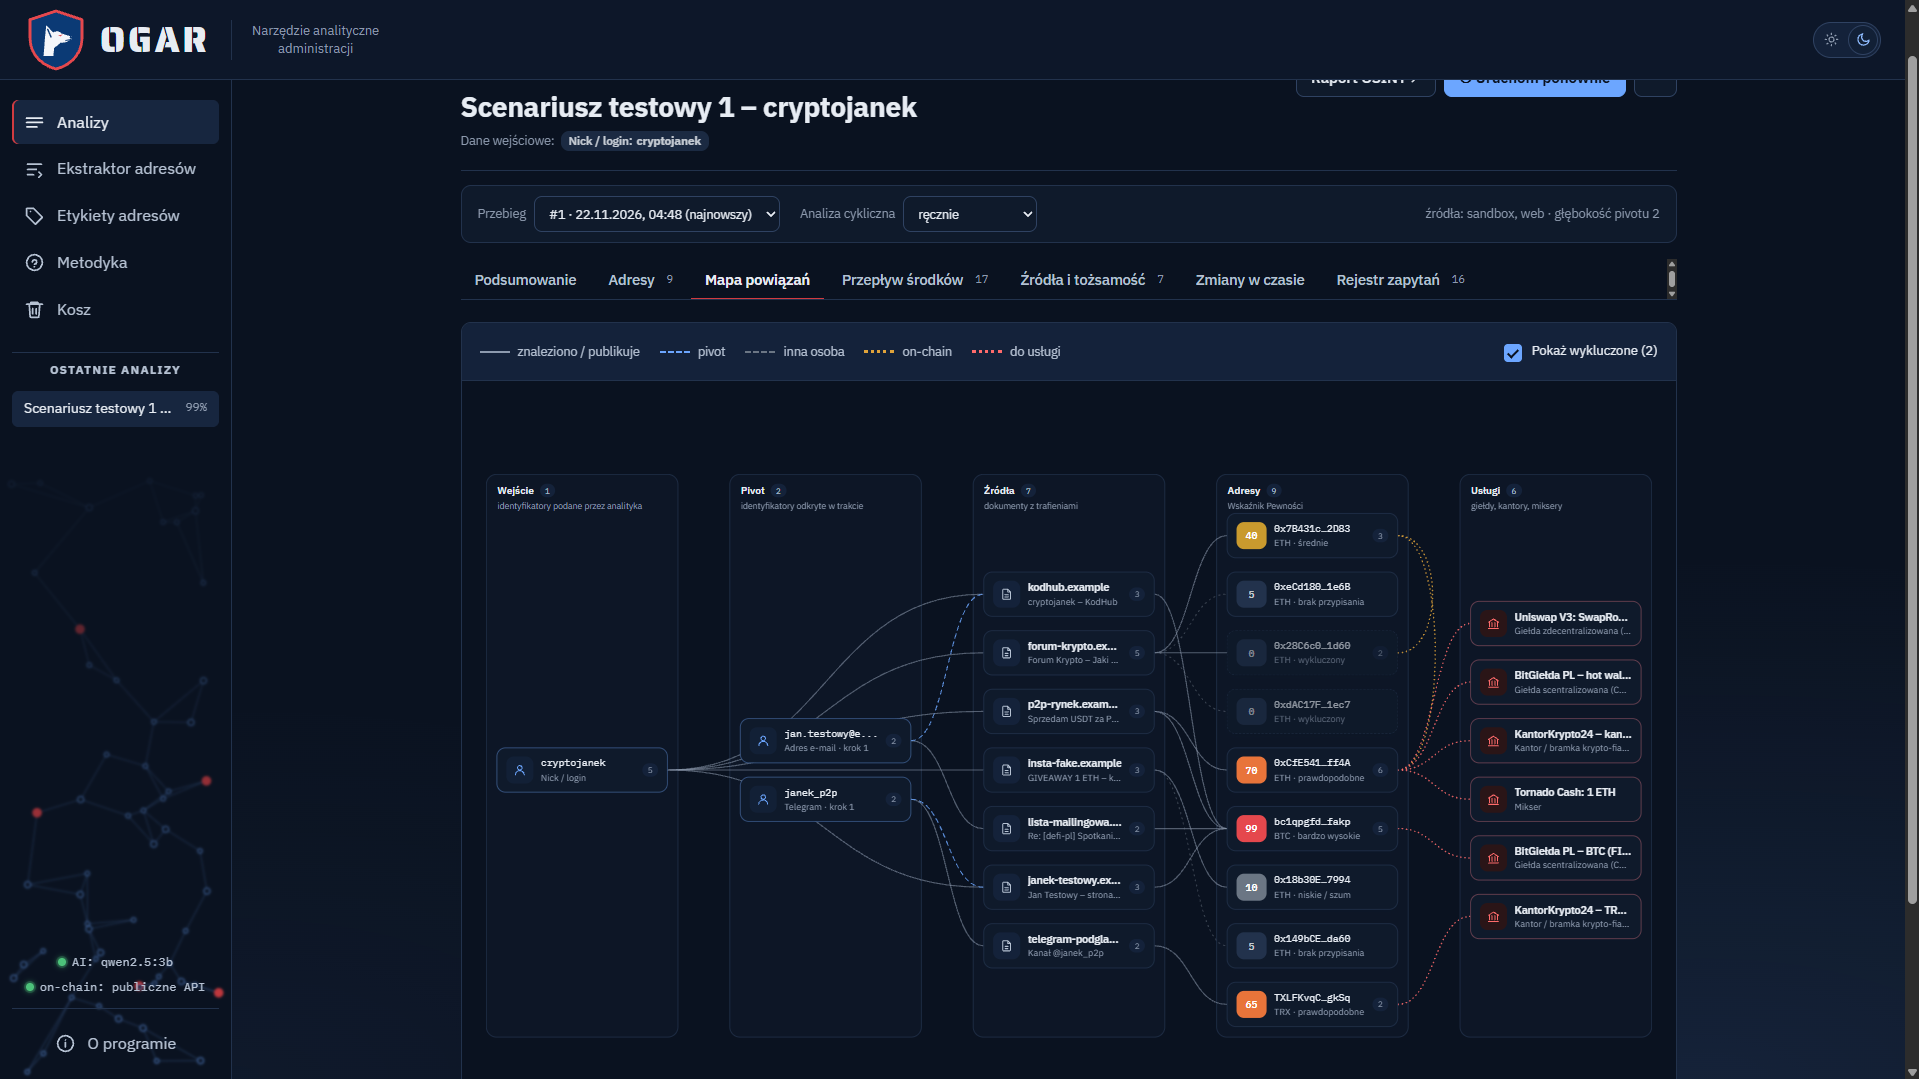 OGAR
Narzędzie analityczne
administracji
Analizy
Ekstraktor adresów
Etykiety adresów
Metodyka
Kosz
OSTATNIE ANALIZY
Scenariusz testowy 1 ... 99%
AI: qwen2.5:3b
on-chain: publiczne API
O programie
Scenariusz testowy 1 – cryptojanek
Dane wejściowe: Nick / login: cryptojanek
Przebieg #1 · 22.11.2026, 04:48 (najnowszy) Analiza cykliczna ręcznie źródła: sandbox, web · głębokość pivotu 2
Podsumowanie Adresy 9 Mapa powiązań Przepływ środków 17 Źródła i tożsamość 7 Zmiany w czasie Rejestr zapytań 16
znaleziono / publikuje pivot inna osoba on-chain do usługi Pokaż wykluczone (2)
Wejście 1
identyfikatory podane przez analityka
cryptojanek
Nick / login
5
Pivot 2
identyfikatory odkryte w trakcie
jan.testowy@e...
Adres e-mail · krok 1
2
janek_p2p
Telegram · krok 1
2
Źródła 7
dokumenty z trafieniami
kodhub.example
cryptojanek – KodHub
3
forum-krypto.ex...
Forum Krypto – Jaki ...
5
p2p-rynek.exam...
Sprzedam USDT za P...
3
insta-fake.example
GIVEAWAY 1 ETH – k...
3
lista-mailingowa....
Re: [defi-pl] Spotkani...
2
janek-testowy.ex...
Jan Testowy – strona...
3
telegram-podgla...
Kanał @janek_p2p
2
Adresy 9
Wskaźnik Pewności
40 0x7B431c…2D83
ETH · średnie
3
5 0xeCd180…1e6B
ETH · brak przypisania
0 0x28C6c0…1d60
ETH · wykluczony
2
0 0xdAC17F…1ec7
ETH · wykluczony
70 0xCfE541…ff4A
ETH · prawdopodobne
6
99 bc1qpgfd…fakp
BTC · bardzo wysokie
5
10 0x18b30E…7994
ETH · niskie / szum
5 0x149bCE…da60
ETH · brak przypisania
65 TXLFKvqC…gkSq
TRX · prawdopodobne
2
Usługi 6
giełdy, kantory, miksery
Uniswap V3: SwapRo...
Giełda zdecentralizowana (...
BitGiełda PL – hot wal...
Giełda scentralizowana (C...
KantorKrypto24 – kan...
Kantor / bramka krypto-fia...
Tornado Cash: 1 ETH
Mikser
BitGiełda PL – BTC (FI...
Giełda scentralizowana (C...
KantorKrypto24 – TR...
Kantor / bramka krypto-fia...